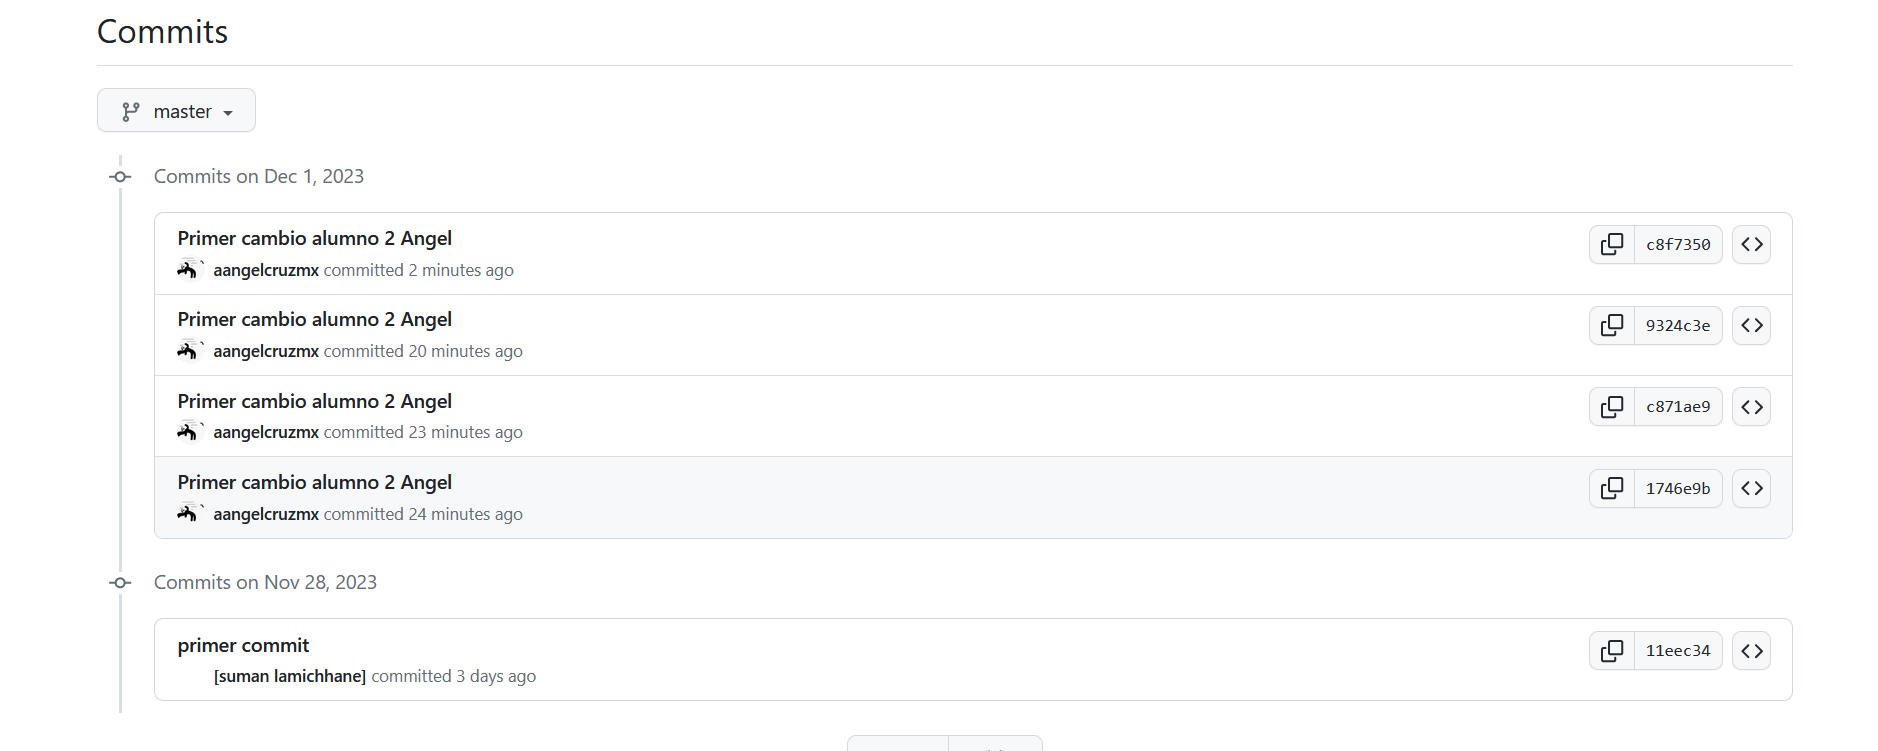 Commits
master
Commits on Dec 1, 2023
Primer cambio alumno 2 Angel
c8f7350
aangelcruzmx committed 2 minutes ago
Primer cambio alumno 2 Angel
9324c3e
aangelcruzmx committed 20 minutes ago
Primer cambio alumno 2 Angel
c871ae9
aangelcruzmx committed 23 minutes ago
Primer cambio alumno 2 Angel
1746e9b
aangelcruzmx committed 24 minutes ago
Commits on Nov 28, 2023
primer commit
11eec34
[suman lamichhane] committed 3 days ago